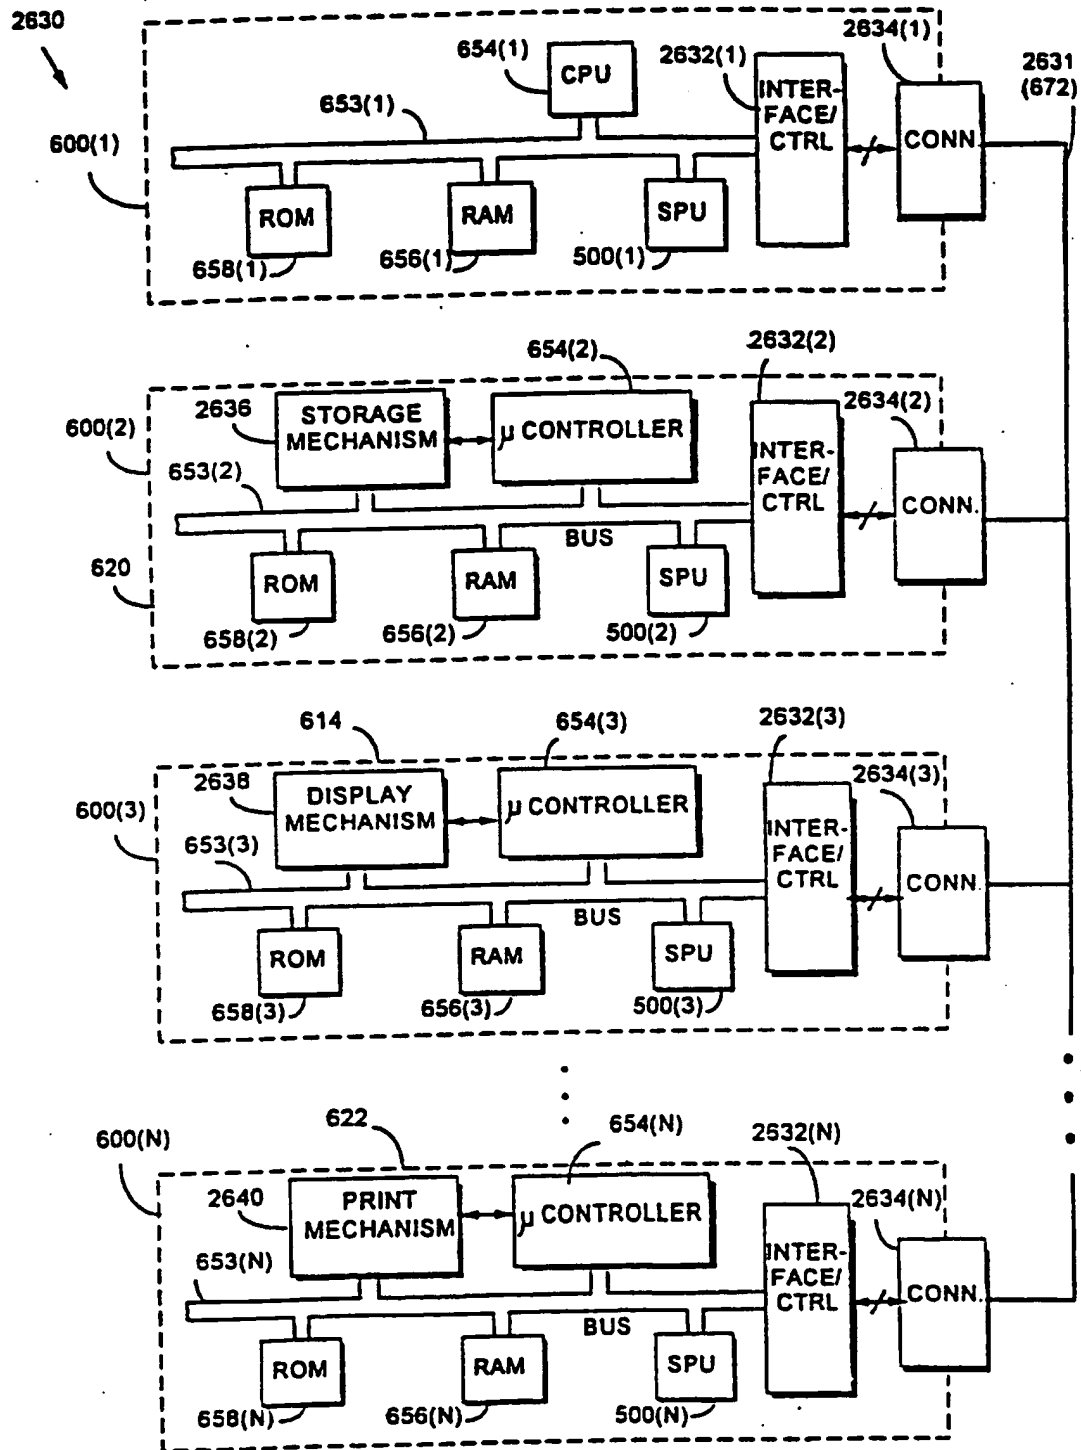 2630
654(1)
2632(1)
2634(1)
2631
(672)
CPU
INTER-
FACE/
CTRL
653(1)
600(1)
CONN.
ROM
RAM
SPU
658(1)
656(1)
500(1)
654(2)
2632(2)
2634(2)
2636
STORAGE
MECHANISM
μ CONTROLLER
600(2)
INTER-
FACE/
CTRL
653(2)
CONN.
BUS
620
ROM
RAM
SPU
658(2)
656(2)
500(2)
614
654(3)
2632(3)
2634(3)
2638
DISPLAY
MECHANISM
μ CONTROLLER
600(3)
INTER-
FACE/
CTRL
653(3)
CONN.
BUS
ROM
RAM
SPU
658(3)
656(3)
500(3)
622
654(N)
2632(N)
600(N)
2634(N)
2640
PRINT
MECHANISM
μ CONTROLLER
INTER-
FACE/
CTRL
653(N)
CONN.
BUS
ROM
RAM
SPU
658(N)
656(N)
500(N)